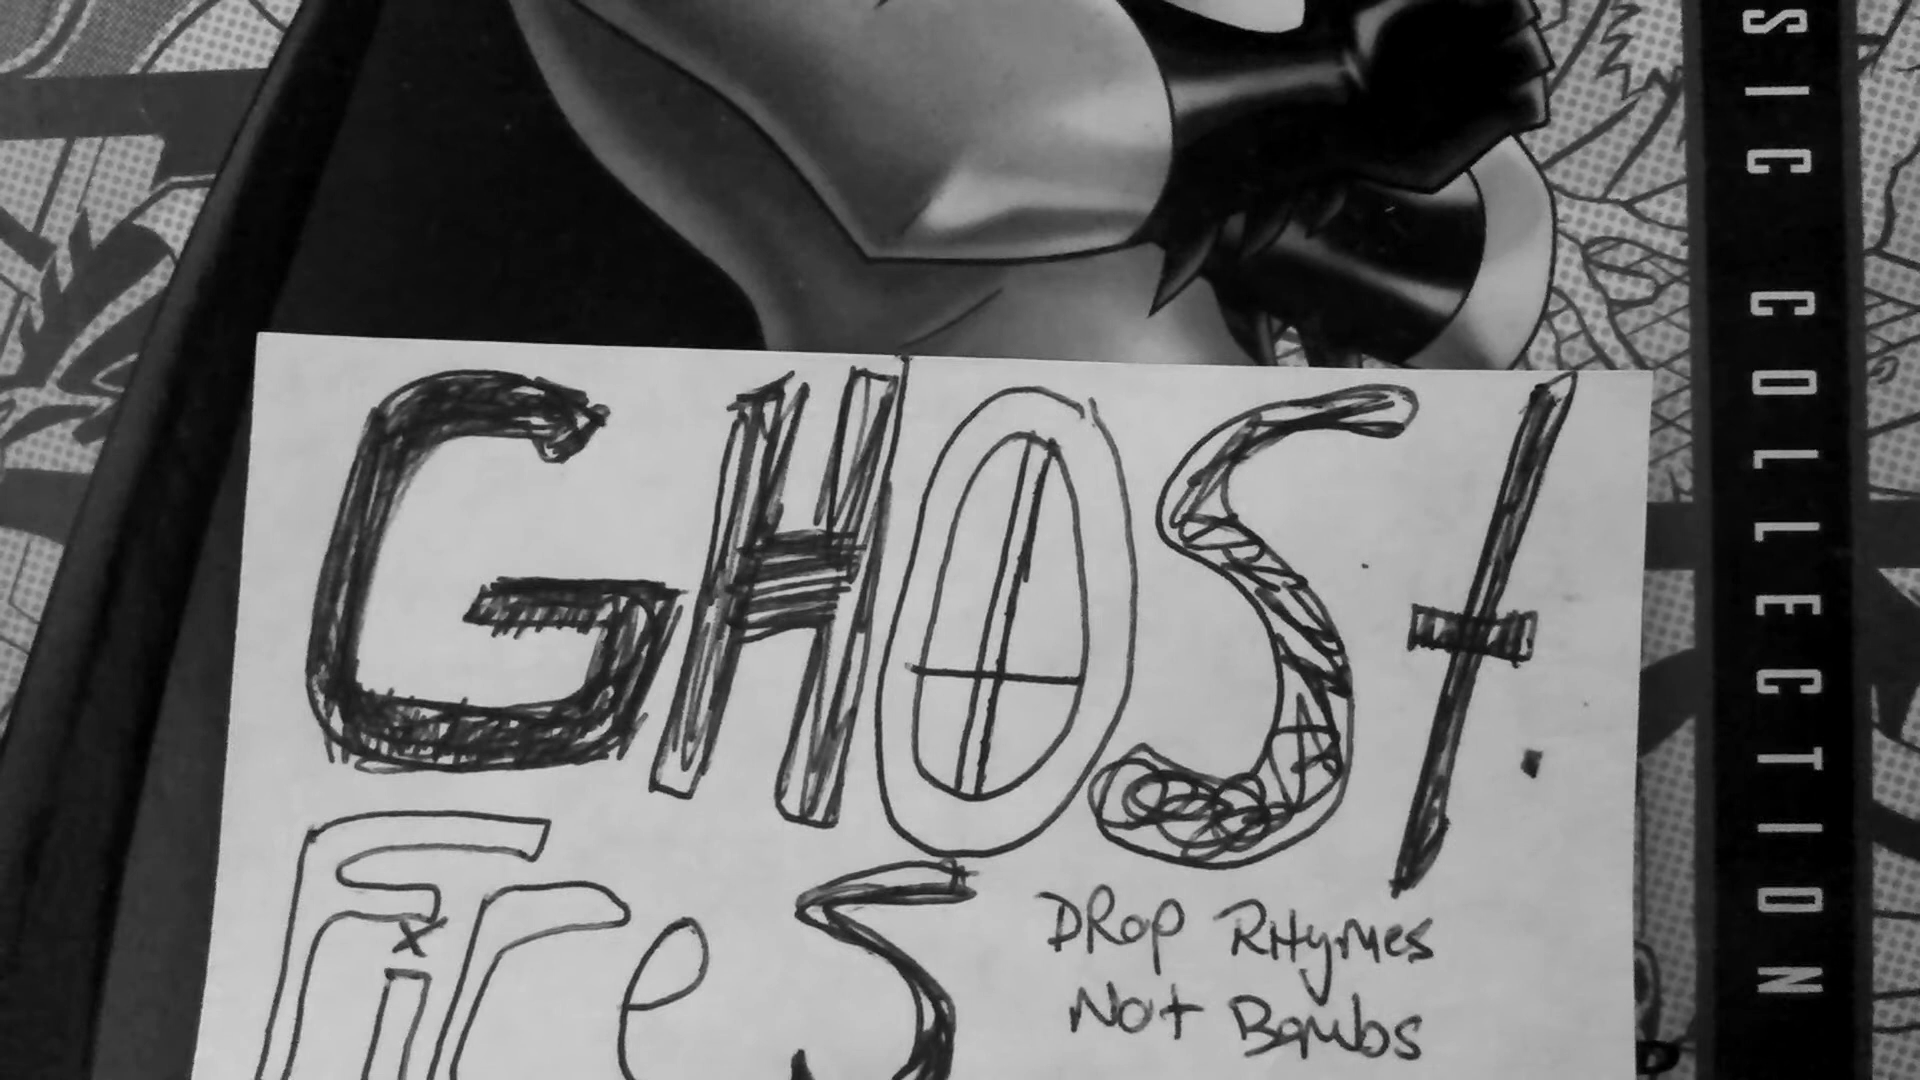 GHOSt
Fires
DRop RHymes
Not Bombs
SIC COLLECTION